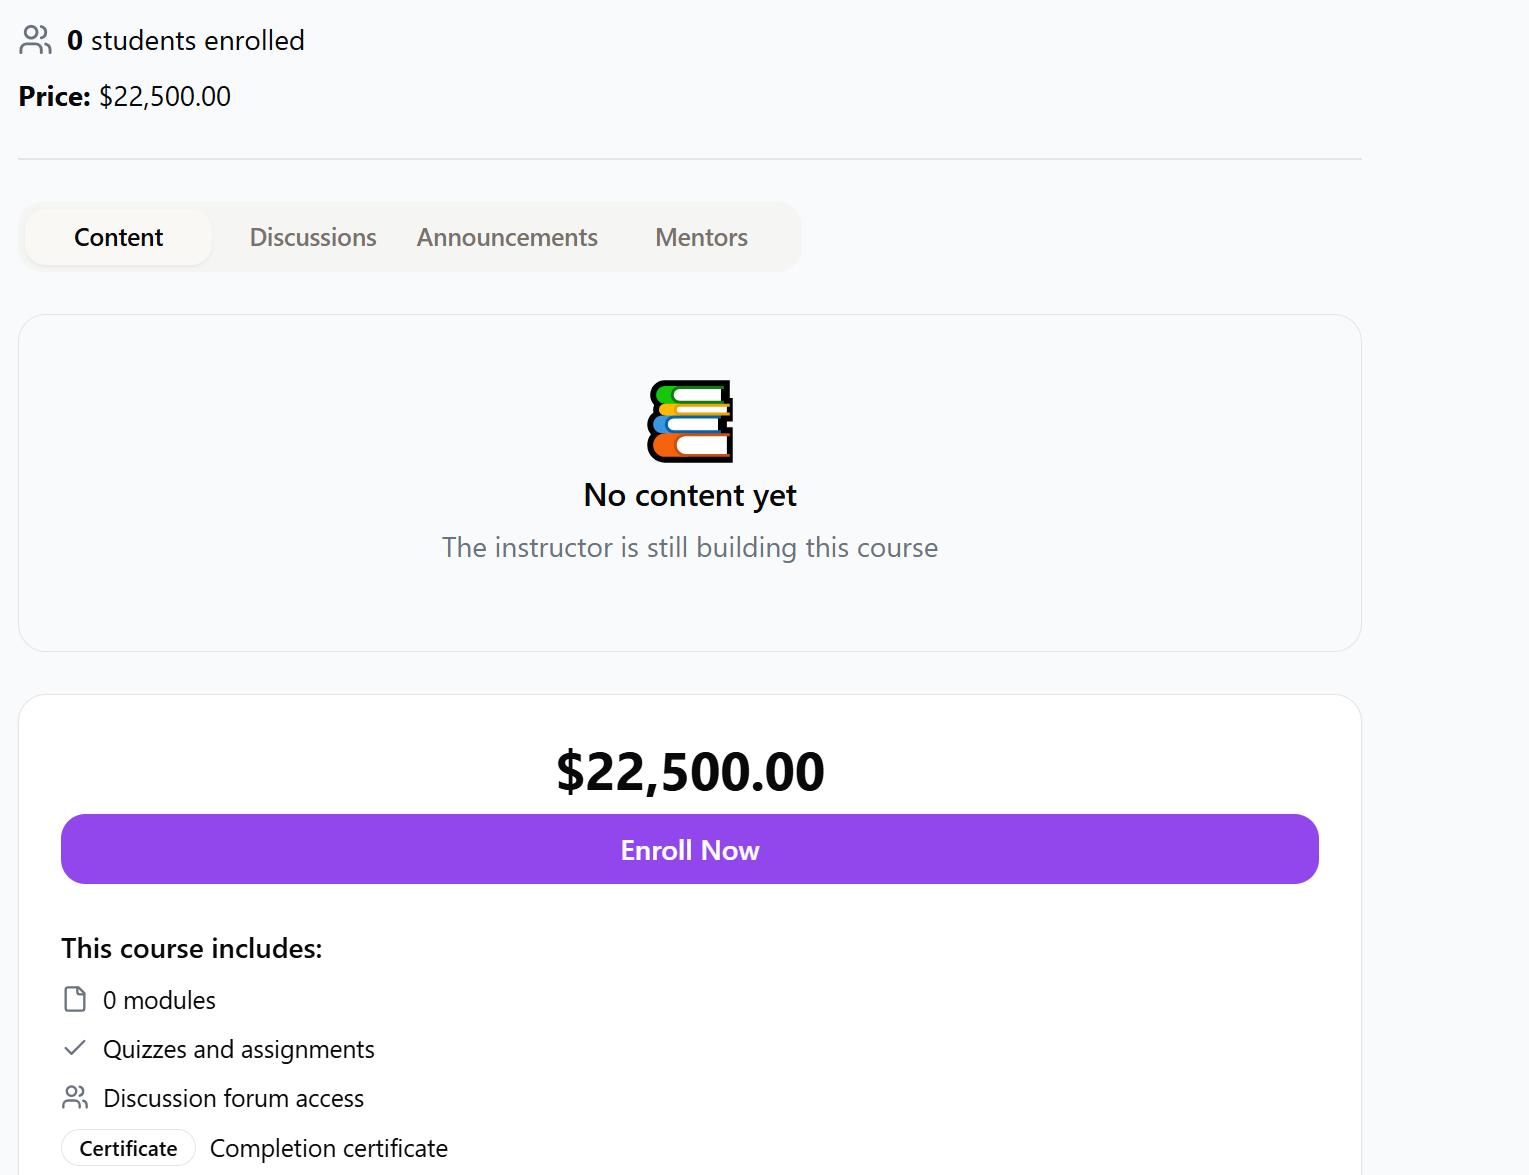 0 students enrolled
Price: $22,500.00
Content Discussions Announcements Mentors
No content yet
The instructor is still building this course
$22,500.00
Enroll Now
This course includes:
0 modules
Quizzes and assignments
Discussion forum access
Certificate Completion certificate